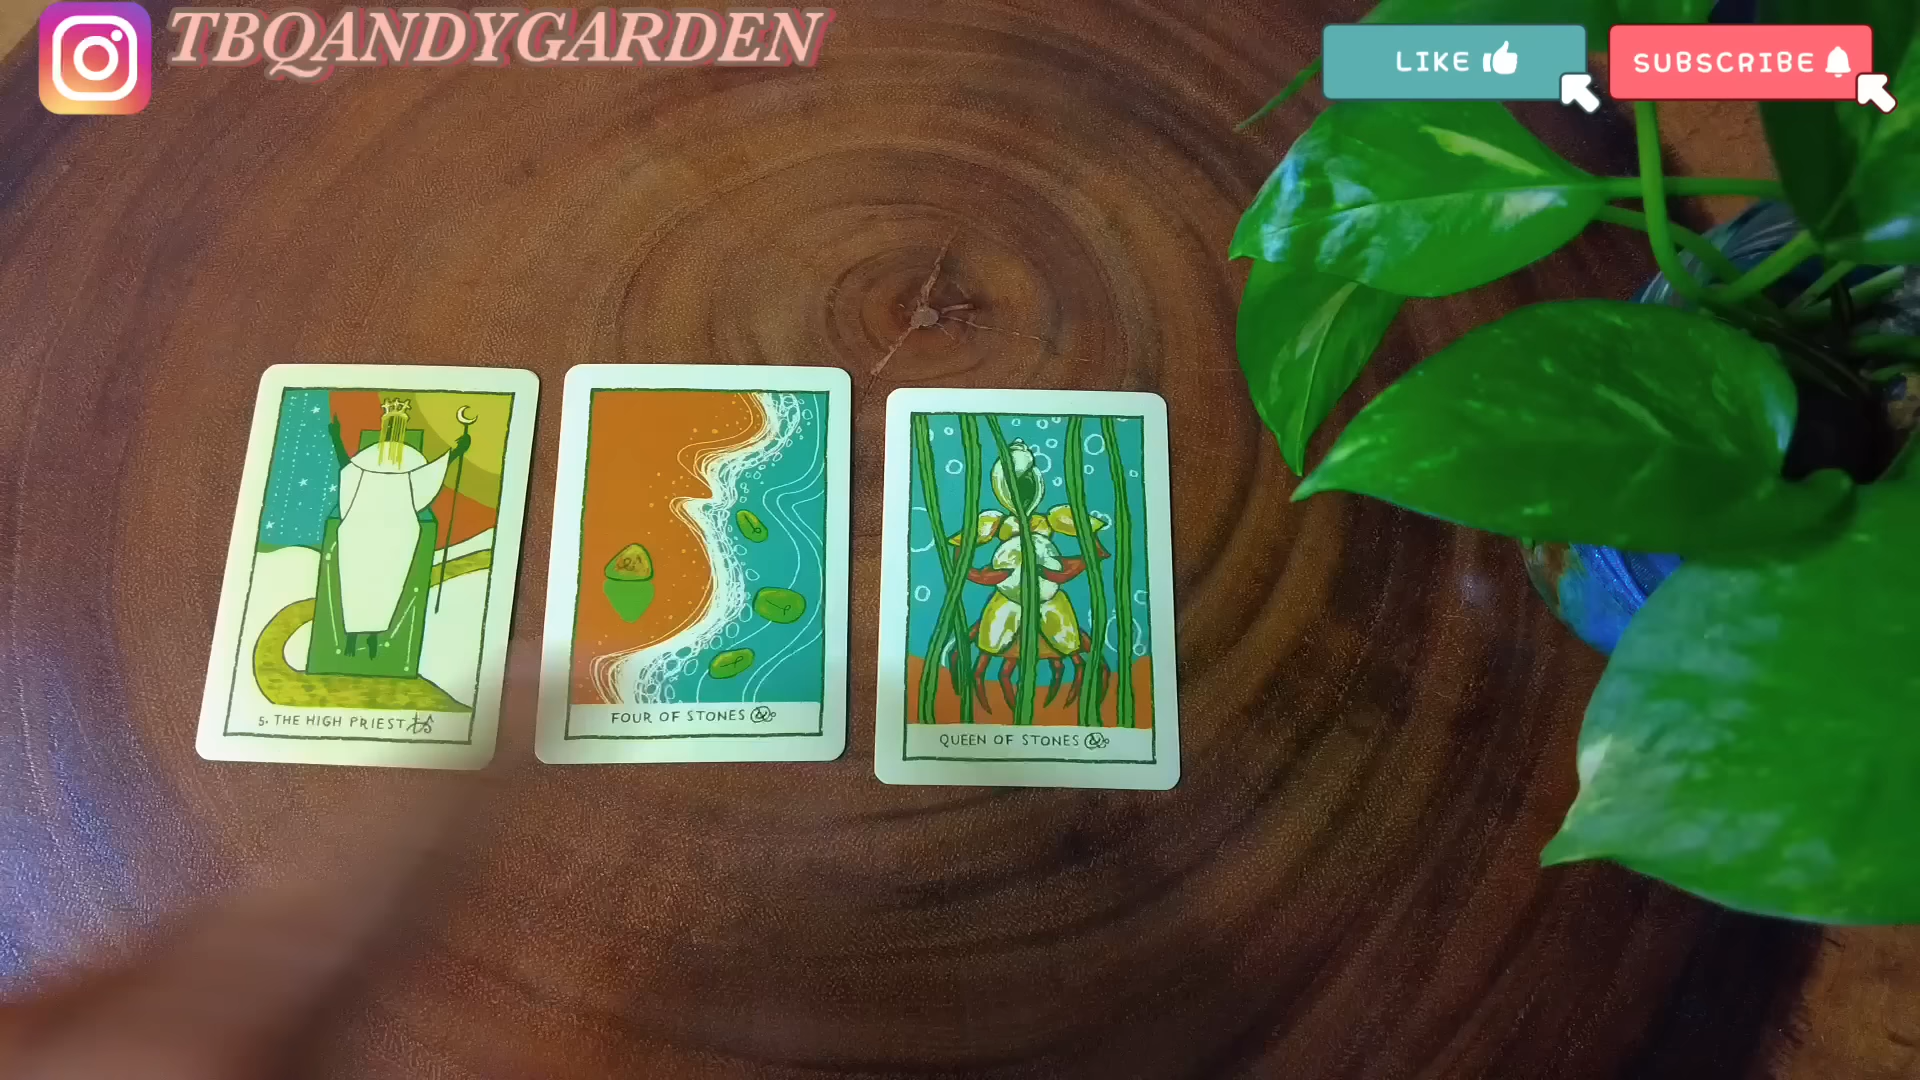 TBQANDYGARDEN
LIKE
SUBSCRIBE
5. THE HIGH PRIEST
FOUR OF STONES
QUEEN OF STONES